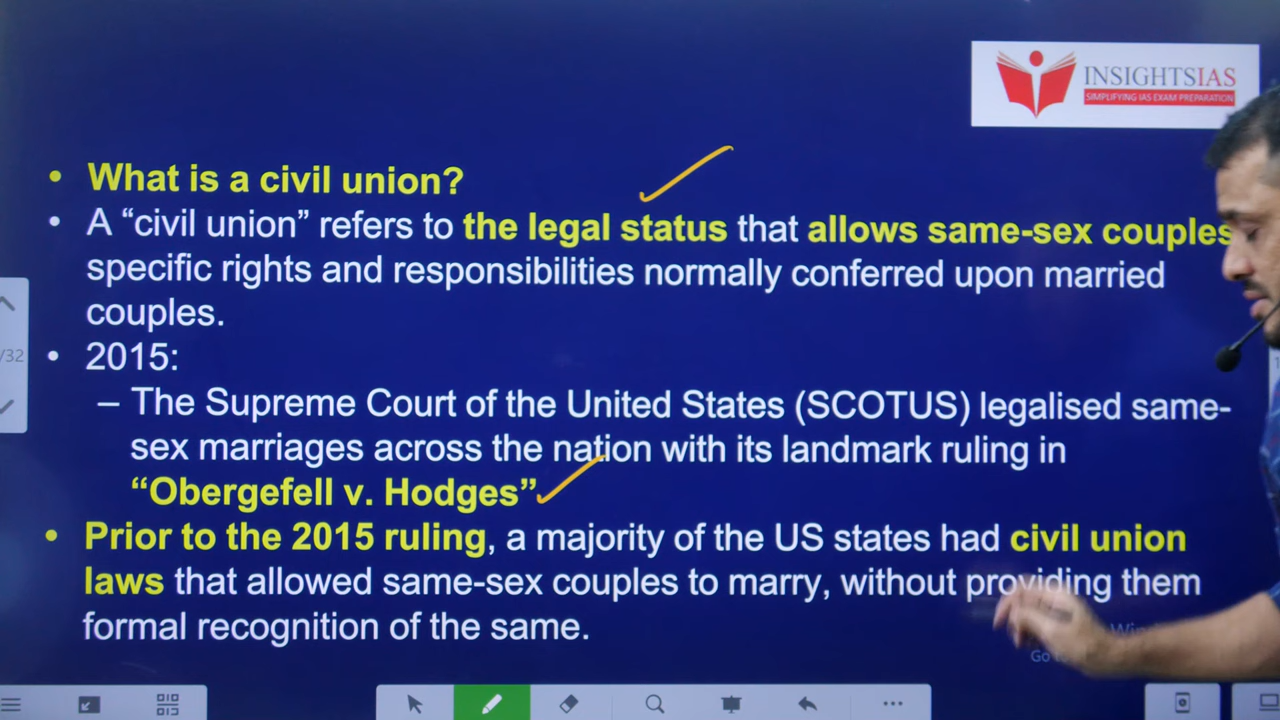 INSIGHTSIAS
SIMPLIFYING IAS EXAM PREPARATION
• What is a civil union?
• A “civil union” refers to the legal status that allows same-sex couples
specific rights and responsibilities normally conferred upon married
couples.
• 2015:
– The Supreme Court of the United States (SCOTUS) legalised same-
sex marriages across the nation with its landmark ruling in
“Obergefell v. Hodges”
• Prior to the 2015 ruling, a majority of the US states had civil union
laws that allowed same-sex couples to marry, without providing them
formal recognition of the same.
/32